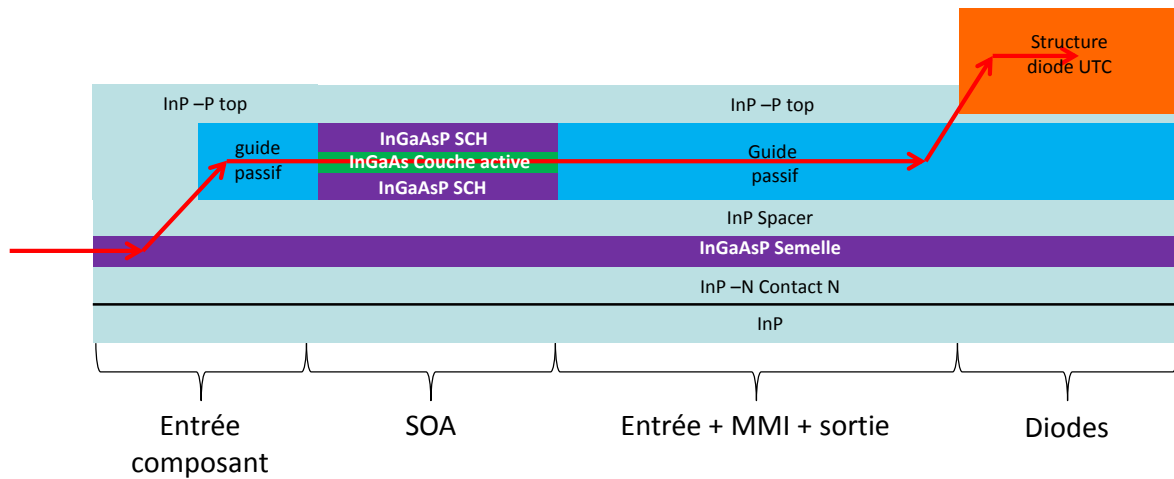 Structure
diode UTC
InP –P top
InP –P top
guide
passif
InGaAsP SCH
InGaAs Couche active
InGaAsP SCH
Guide
passif
InP Spacer
InGaAsP Semelle
InP –N Contact N
InP
Entrée
composant
SOA
Entrée + MMI + sortie
Diodes